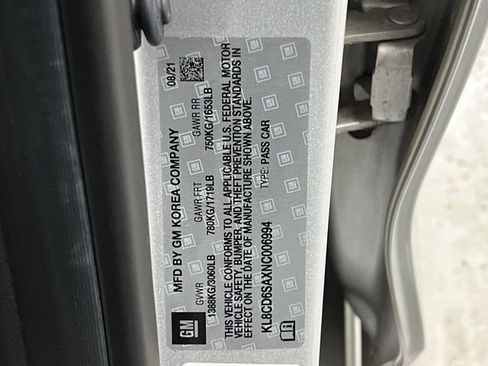 MFD BY GM KOREA COMPANY 08/21
GVWR GAWR FRT GAWR RR
1388KG/3060LB 780KG/1719LB 750KG/1653LB
THIS VEHICLE CONFORMS TO ALL APPLICABLE U.S. FEDERAL MOTOR
VEHICLE SAFETY, BUMPER, AND THEFT PREVENTION STANDARDS IN
EFFECT ON THE DATE OF MANUFACTURE SHOWN ABOVE.
KL8CD6SAXNC006994 TYPE: PASS CAR
GM